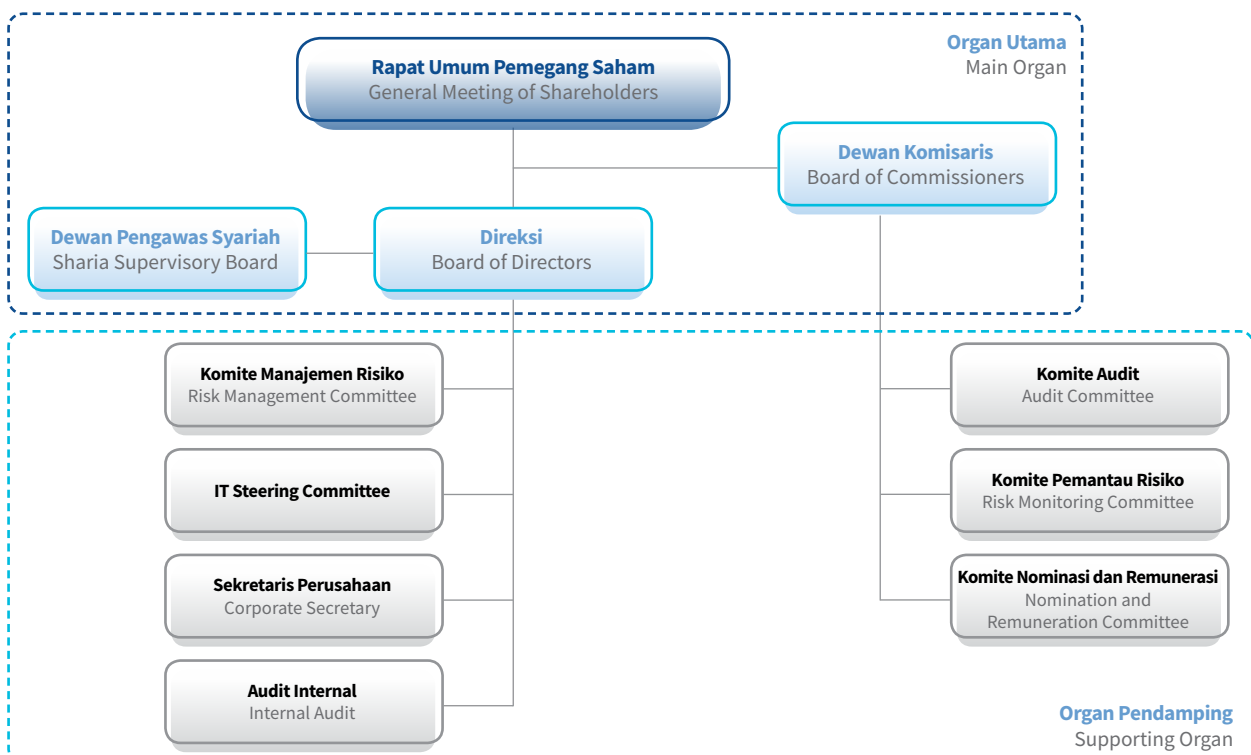 Organ Utama
Main Organ
Rapat Umum Pemegang Saham
General Meeting of Shareholders
Dewan Komisaris
Board of Commissioners
Dewan Pengawas Syariah
Sharia Supervisory Board
Direksi
Board of Directors
Komite Manajemen Risiko
Risk Management Committee
IT Steering Committee
Sekretaris Perusahaan
Corporate Secretary
Audit Internal
Internal Audit
Komite Audit
Audit Committee
Komite Pemantau Risiko
Risk Monitoring Committee
Komite Nominasi dan Remunerasi
Nomination and
Remuneration Committee
Organ Pendamping
Supporting Organ